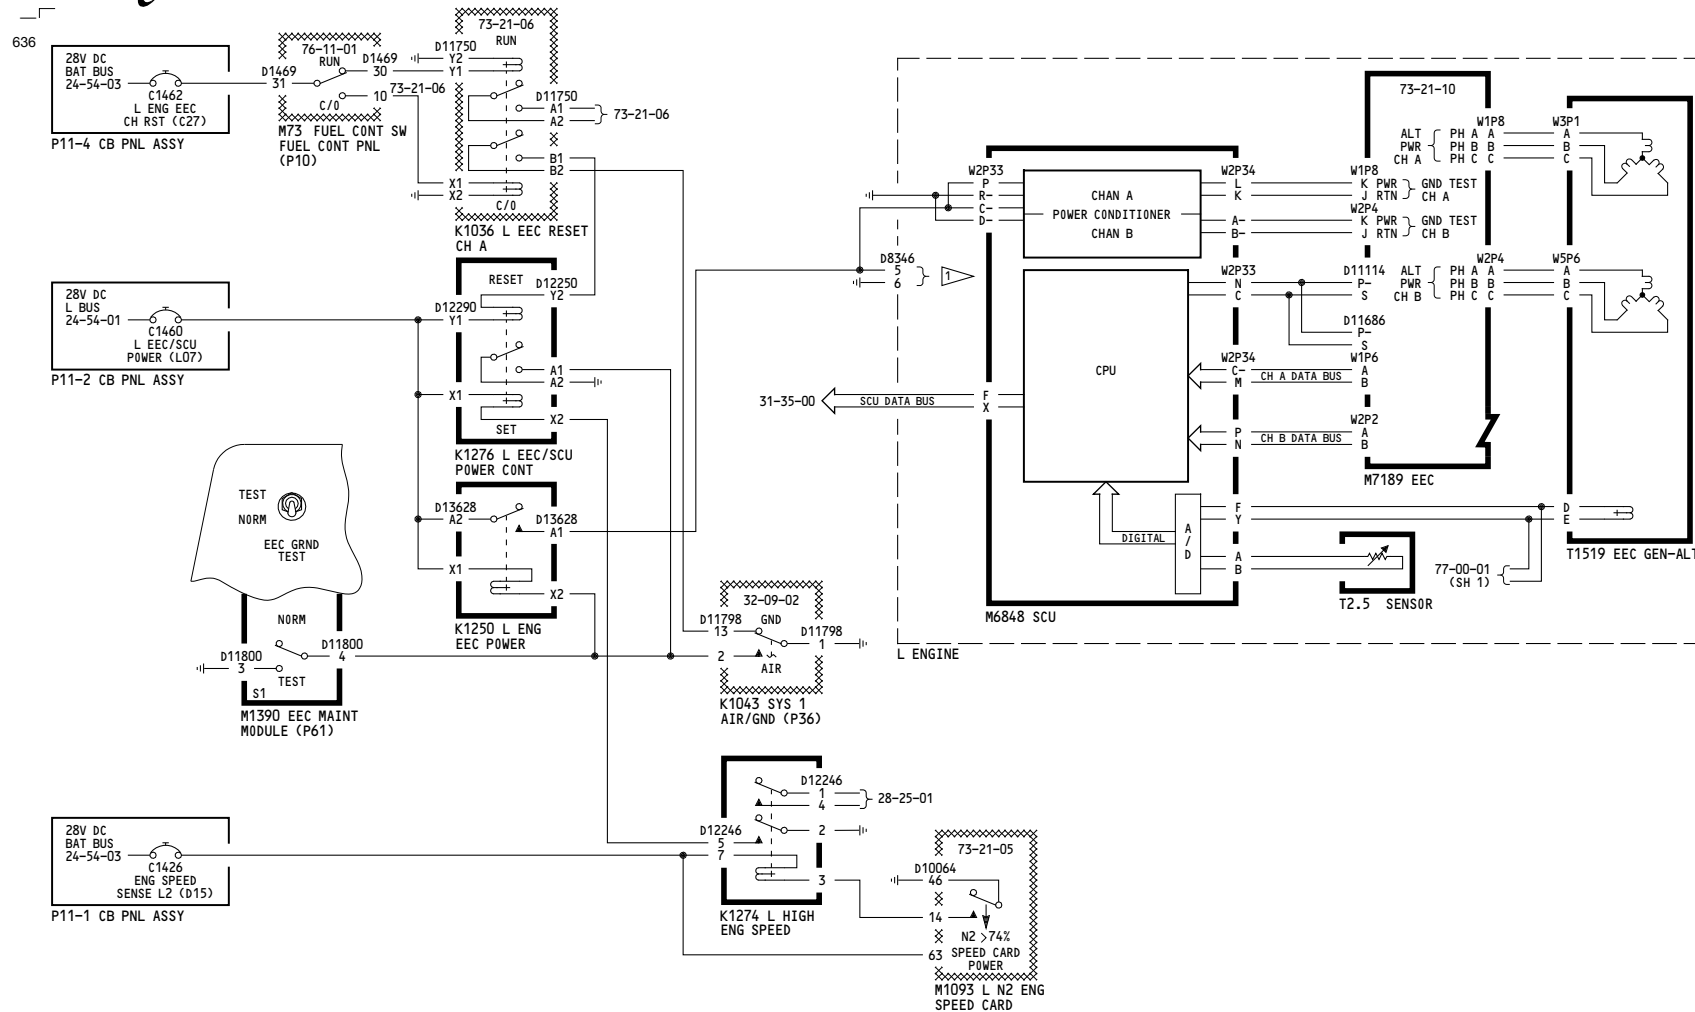 636
28V DC
BAT BUS
24-54-03
C1462
L ENG EEC
CH RST (C27)
P11-4 CB PNL ASSY
76-11-01
RUN
D1469
31
D1469
30
10
C/O
73-21-06
M73 FUEL CONT SW
FUEL CONT PNL
(P10)
73-21-06
RUN
D11750
Y2
Y1
D11750
A1
A2
73-21-06
B1
B2
X1
X2
C/O
K1036 L EEC RESET
CH A
28V DC
L BUS
24-54-01
C1460
L EEC/SCU
POWER (L07)
P11-2 CB PNL ASSY
RESET
D12250
Y2
D12290
Y1
A1
A2
X1
X2
SET
K1276 L EEC/SCU
POWER CONT
D13628
A2
D13628
A1
X1
X2
K1250 L ENG
EEC POWER
TEST
NORM
EEC GRND
TEST
NORM
D11800
3
D11800
4
TEST
S1
M1390 EEC MAINT
MODULE (P61)
32-09-02
D11798
13
GND
D11798
1
2
AIR
K1043 SYS 1
AIR/GND (P36)
28V DC
BAT BUS
24-54-03
C1426
ENG SPEED
SENSE L2 (D15)
P11-1 CB PNL ASSY
D12246
1
4
28-25-01
D12246
5
7
2
3
K1274 L HIGH
ENG SPEED
73-21-05
D10064
46
14
N2 >74%
63
SPEED CARD
POWER
M1093 L N2 ENG
SPEED CARD
D8346
5
6
1
L ENGINE
W2P33
P
R-
C-
D-
CHAN A
POWER CONDITIONER
CHAN B
W2P34
L
K
A-
B-
W2P33
N
C
CPU
W2P34
C-
M
CH A DATA BUS
P
N
CH B DATA BUS
31-35-00
SCU DATA BUS
F
X
F
Y
A
/
D
DIGITAL
A
B
M6848 SCU
73-21-10
W1P8
ALT PH A A
PWR PH B B
CH A PH C C
W1P8
K PWR GND TEST
J RTN CH A
W2P4
K PWR GND TEST
J RTN CH B
D11114
P-
S
W2P4
ALT PH A A
PWR PH B B
CH B PH C C
D11686
P-
S
W1P6
A
B
W2P2
A
B
M7189 EEC
W3P1
A
B
C
W5P6
A
B
C
D
E
T1519 EEC GEN-ALT
T2.5 SENSOR
77-00-01
(SH 1)